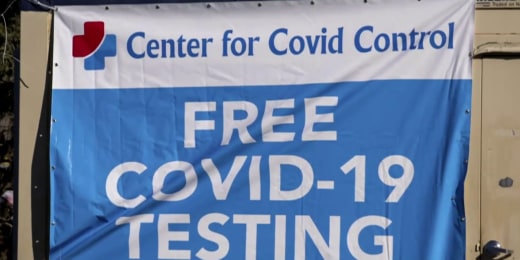 Center for Covid Control
FREE
COVID-19
TESTING